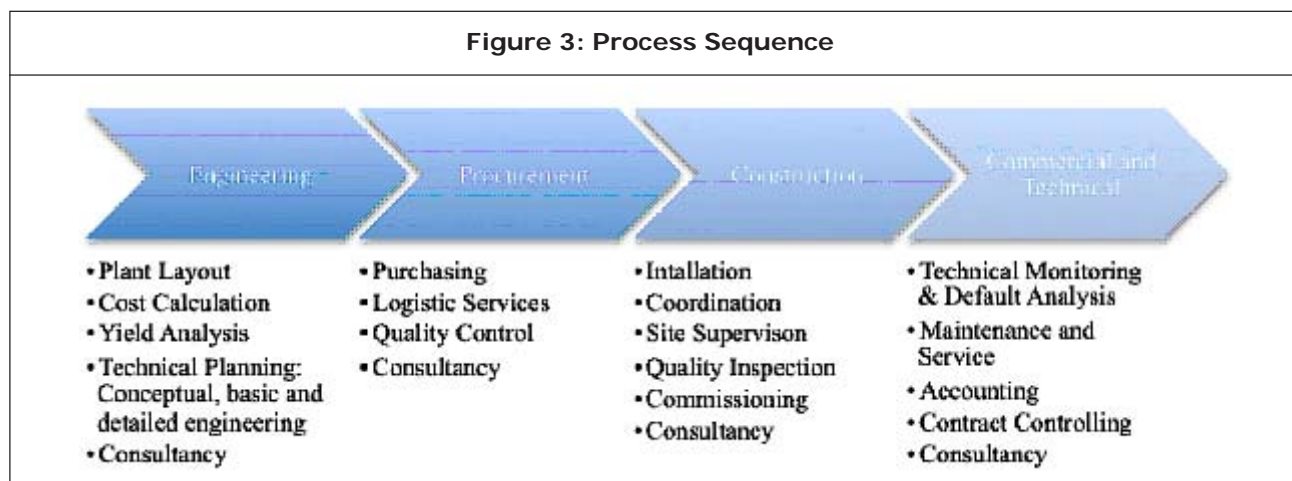 Figure 3: Process Sequence
Engineering
Procurement
Construction
Commercial and
Technical
•Plant Layout
•Cost Calculation
•Yield Analysis
•Technical Planning:
Conceptual, basic and
detailed engineering
•Consultancy
•Purchasing
•Logistic Services
•Quality Control
•Consultancy
•Intallation
•Coordination
•Site Supervison
•Quality Inspection
•Commissioning
•Consultancy
•Technical Monitoring
& Default Analysis
•Maintenance and
Service
•Accounting
•Contract Controlling
•Consultancy